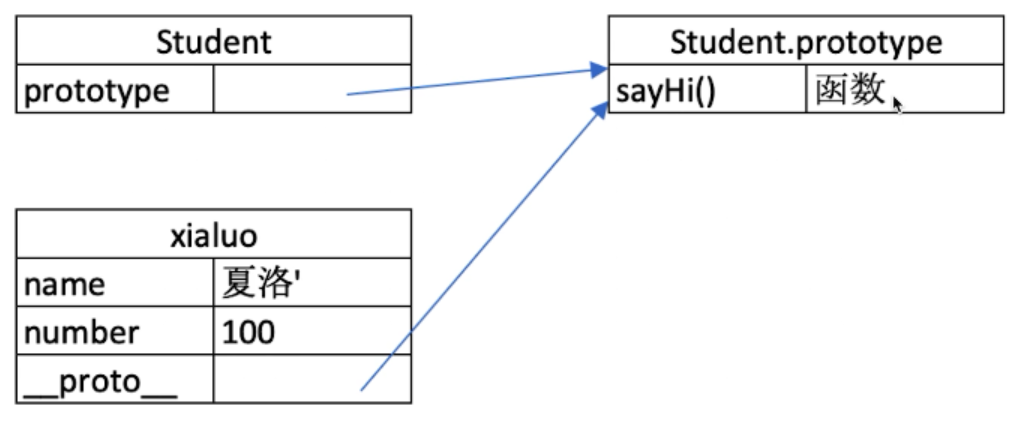 Student
prototype
Student.prototype
sayHi() 函数
xialuo
name 夏洛'
number 100
__proto__